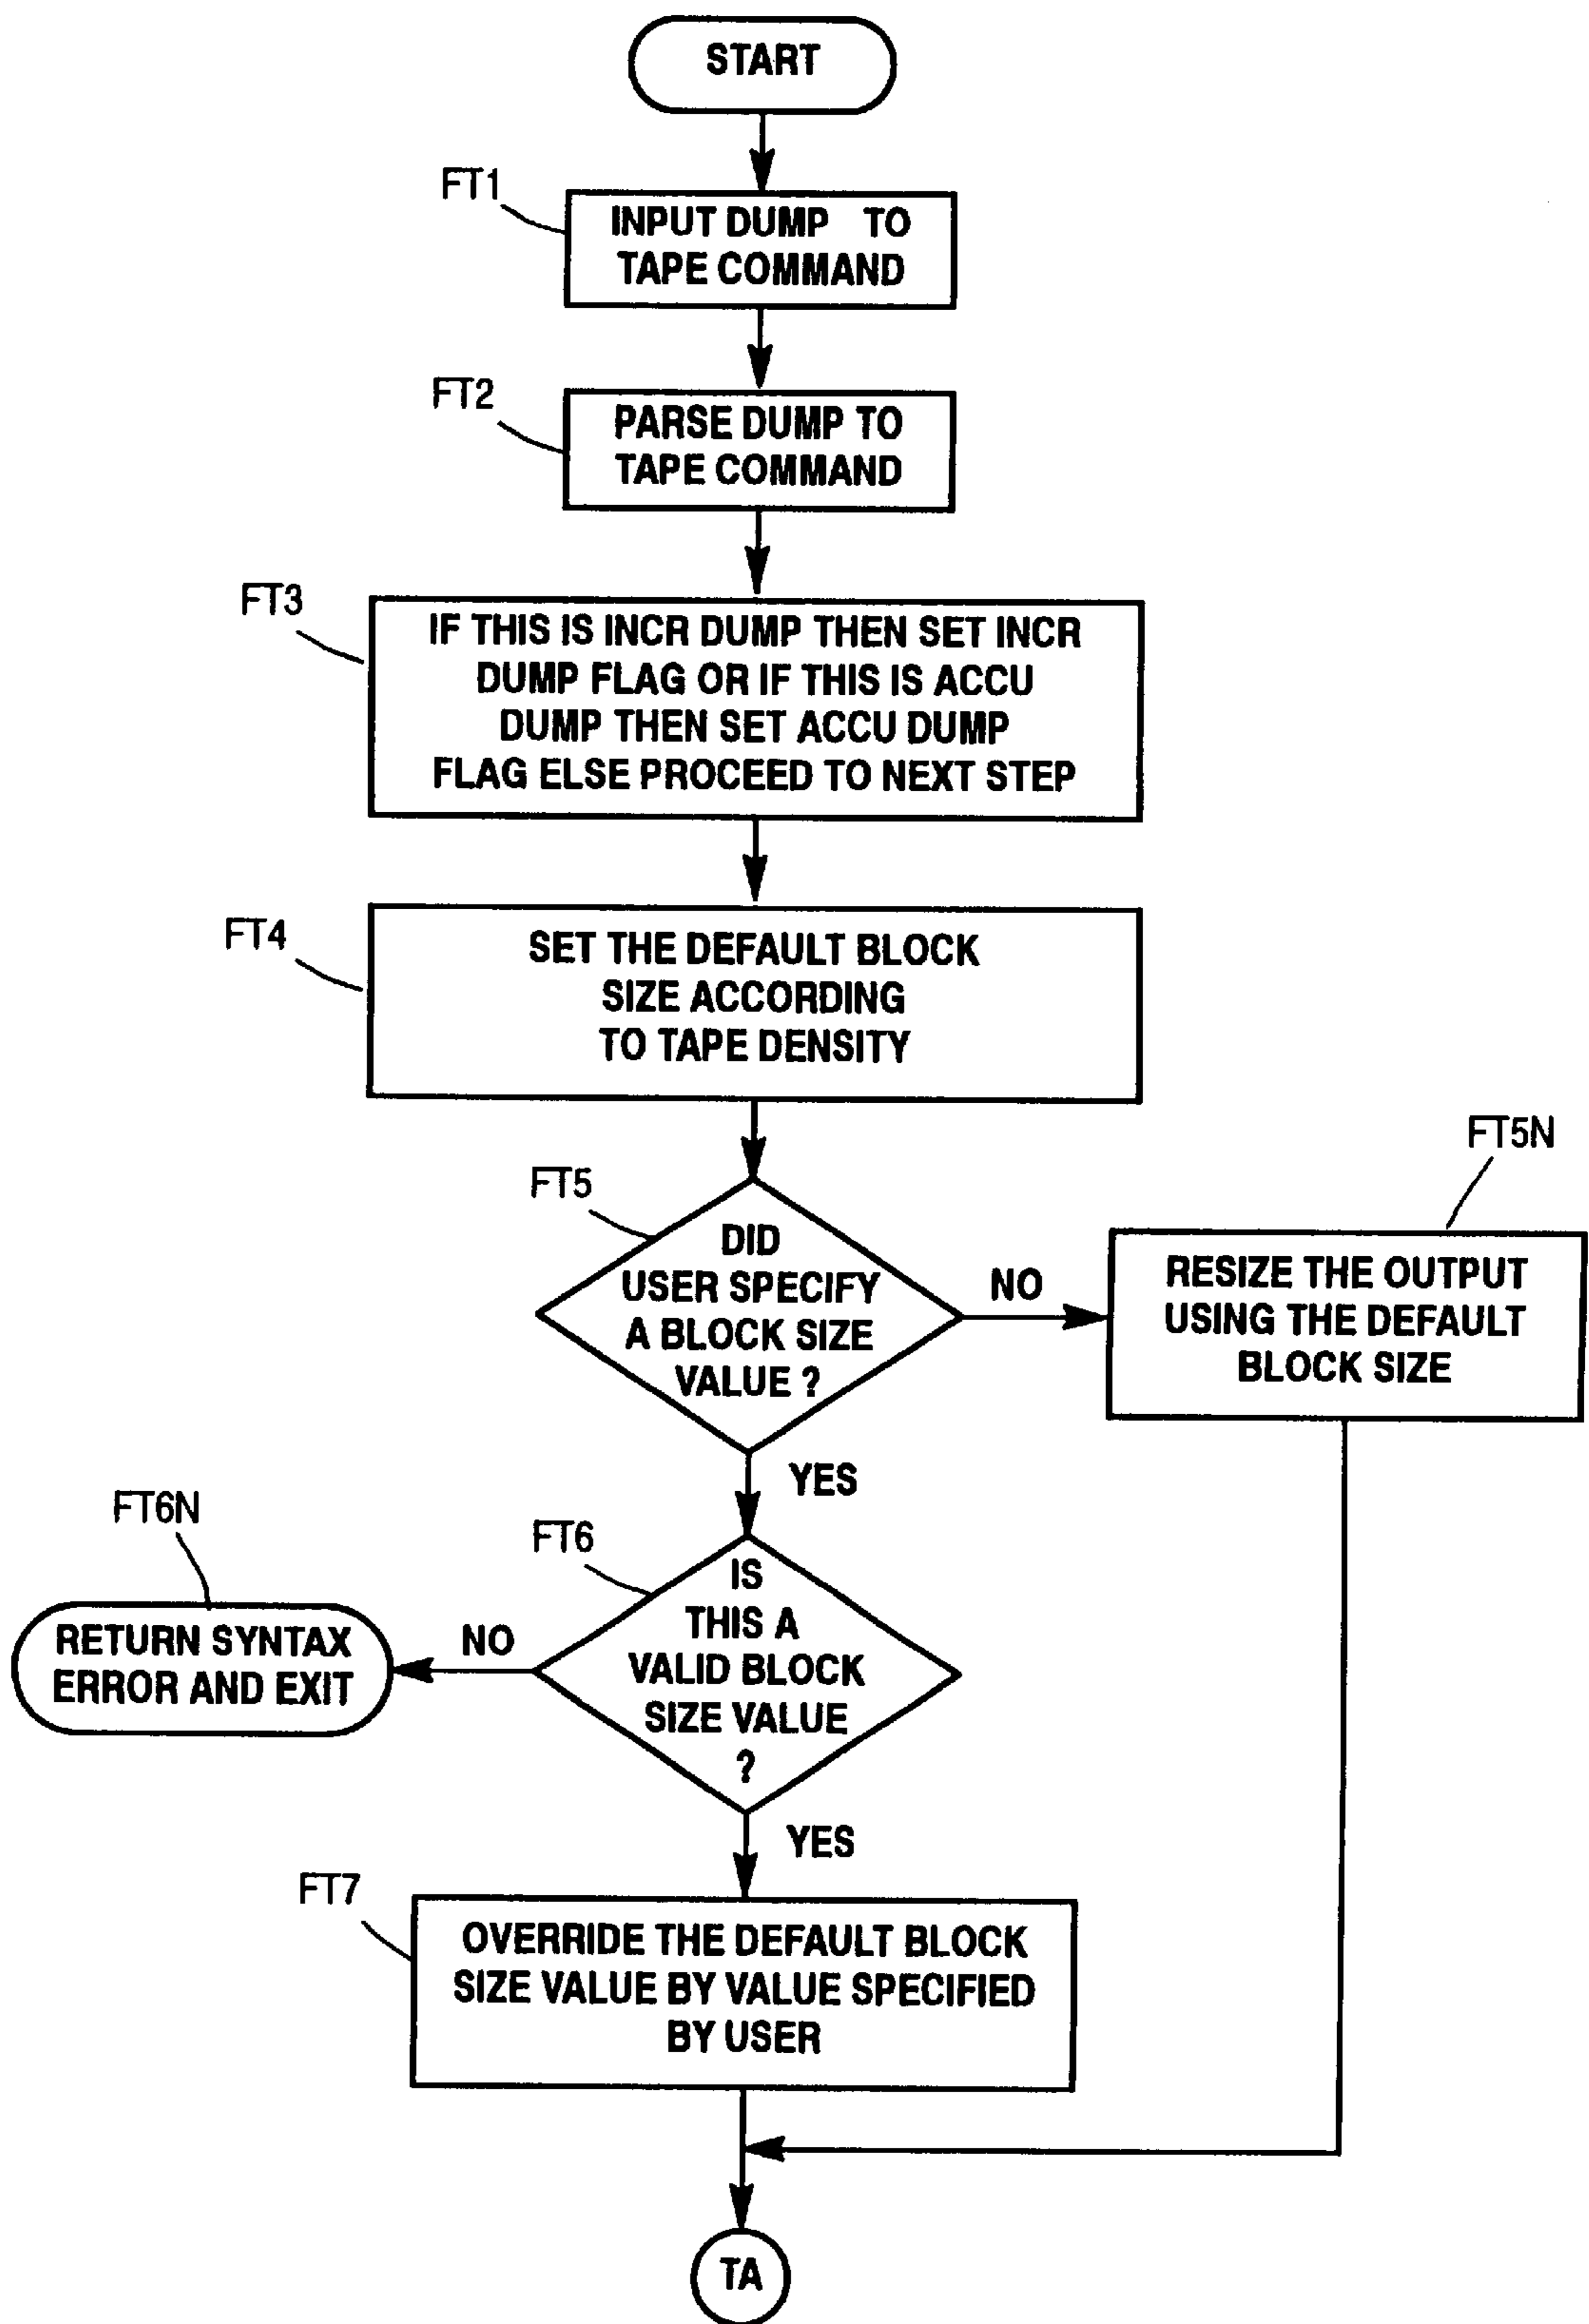 START
FT1
INPUT DUMP TO
TAPE COMMAND
FT2
PARSE DUMP TO
TAPE COMMAND
FT3
IF THIS IS INCR DUMP THEN SET INCR
DUMP FLAG OR IF THIS IS ACCU
DUMP THEN SET ACCU DUMP
FLAG ELSE PROCEED TO NEXT STEP
FT4
SET THE DEFAULT BLOCK
SIZE ACCORDING
TO TAPE DENSITY
FT5
DID
USER SPECIFY
A BLOCK SIZE
VALUE ?
NO
FT5N
RESIZE THE OUTPUT
USING THE DEFAULT
BLOCK SIZE
YES
FT6
IS
THIS A
VALID BLOCK
SIZE VALUE
?
NO
FT6N
RETURN SYNTAX
ERROR AND EXIT
YES
FT7
OVERRIDE THE DEFAULT BLOCK
SIZE VALUE BY VALUE SPECIFIED
BY USER
TA